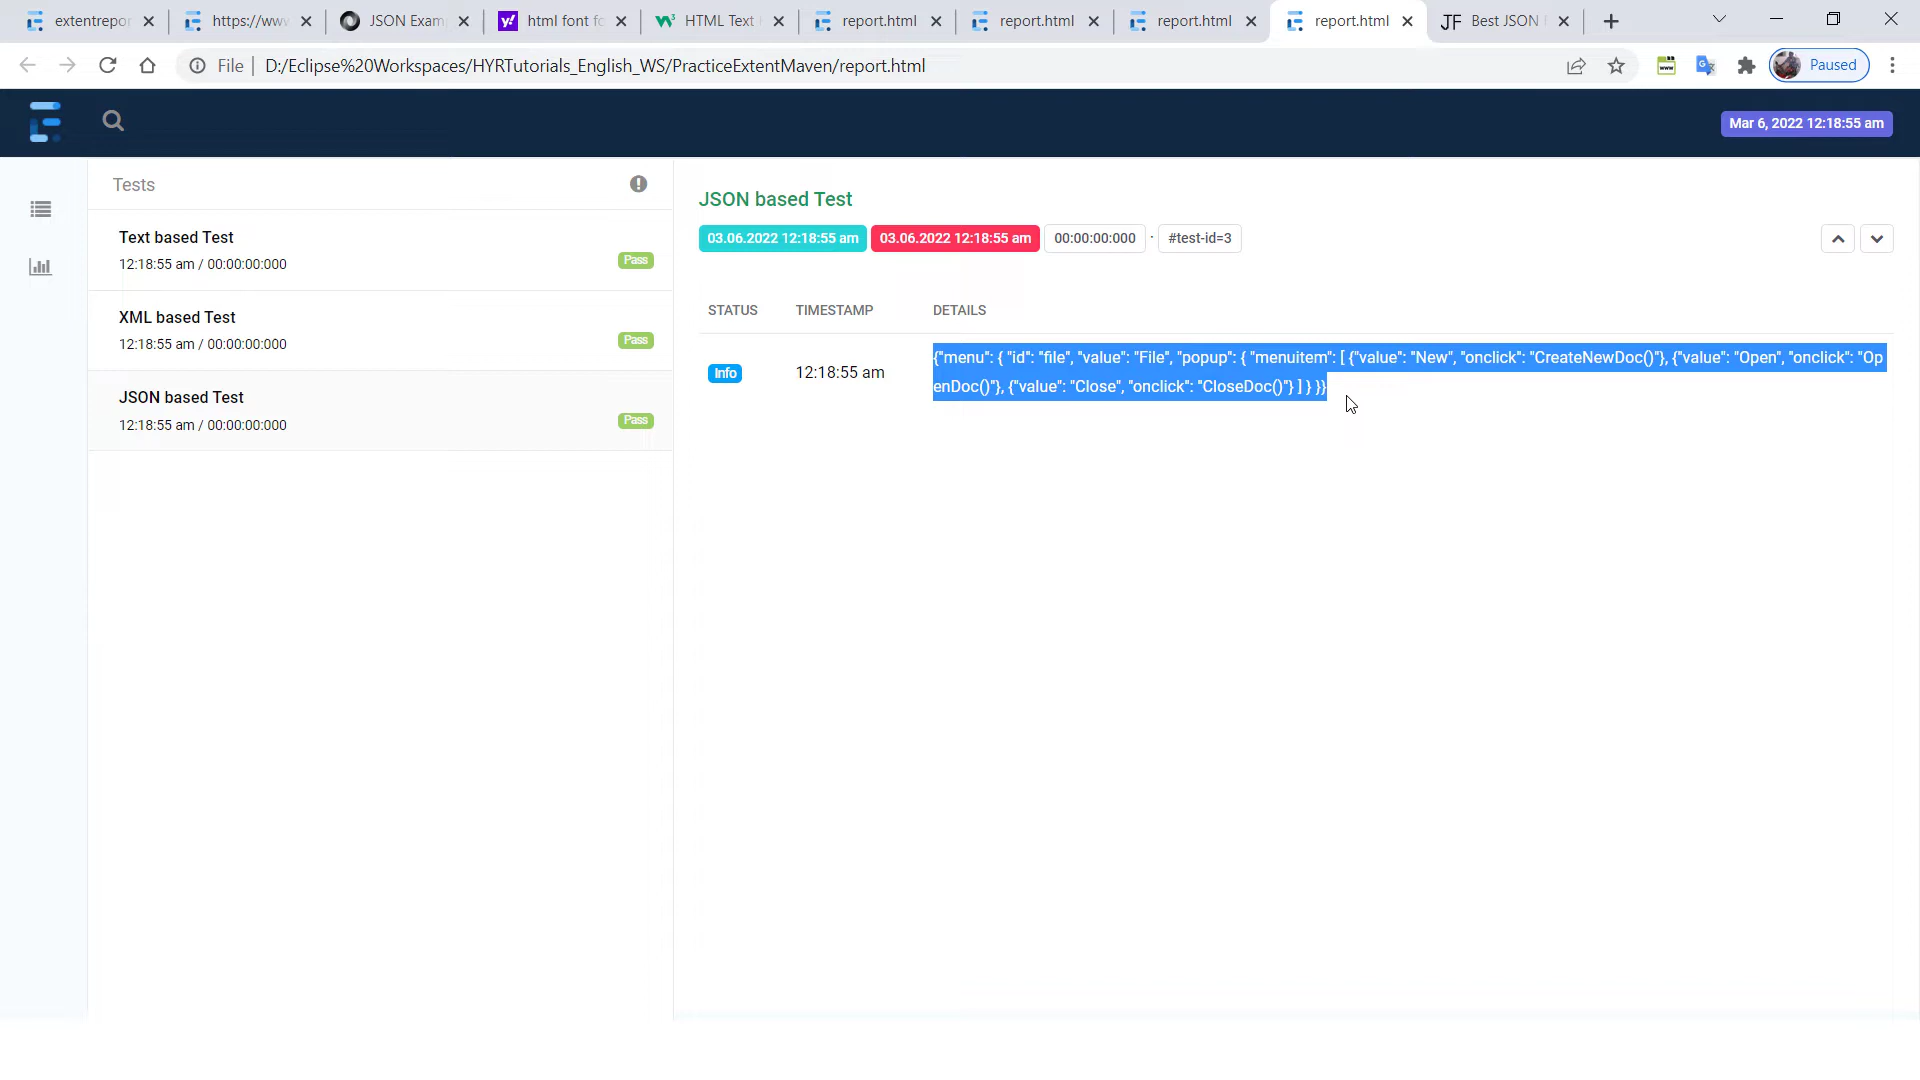 extentrepor
https://www
JSON Exam
html font fo
HTML Text
report.html
report.html
report.html
report.html
JF Best JSON
File
D:/Eclipse%20Workspaces/HYRTutorials_English_WS/PracticeExtentMaven/report.html
Paused
Mar 6, 2022 12:18:55 am
Tests
Text based Test
12:18:55 am / 00:00:00:000
Pass
XML based Test
12:18:55 am / 00:00:00:000
Pass
JSON based Test
12:18:55 am / 00:00:00:000
Pass
JSON based Test
03.06.2022 12:18:55 am 03.06.2022 12:18:55 am 00:00:00:000 · #test-id=3
STATUS TIMESTAMP DETAILS
Info 12:18:55 am
{"menu": { "id": "file", "value": "File", "popup": { "menuitem": [ {"value": "New", "onclick": "CreateNewDoc()"}, {"value": "Open", "onclick": "Op
enDoc()"}, {"value": "Close", "onclick": "CloseDoc()"} ] } }}